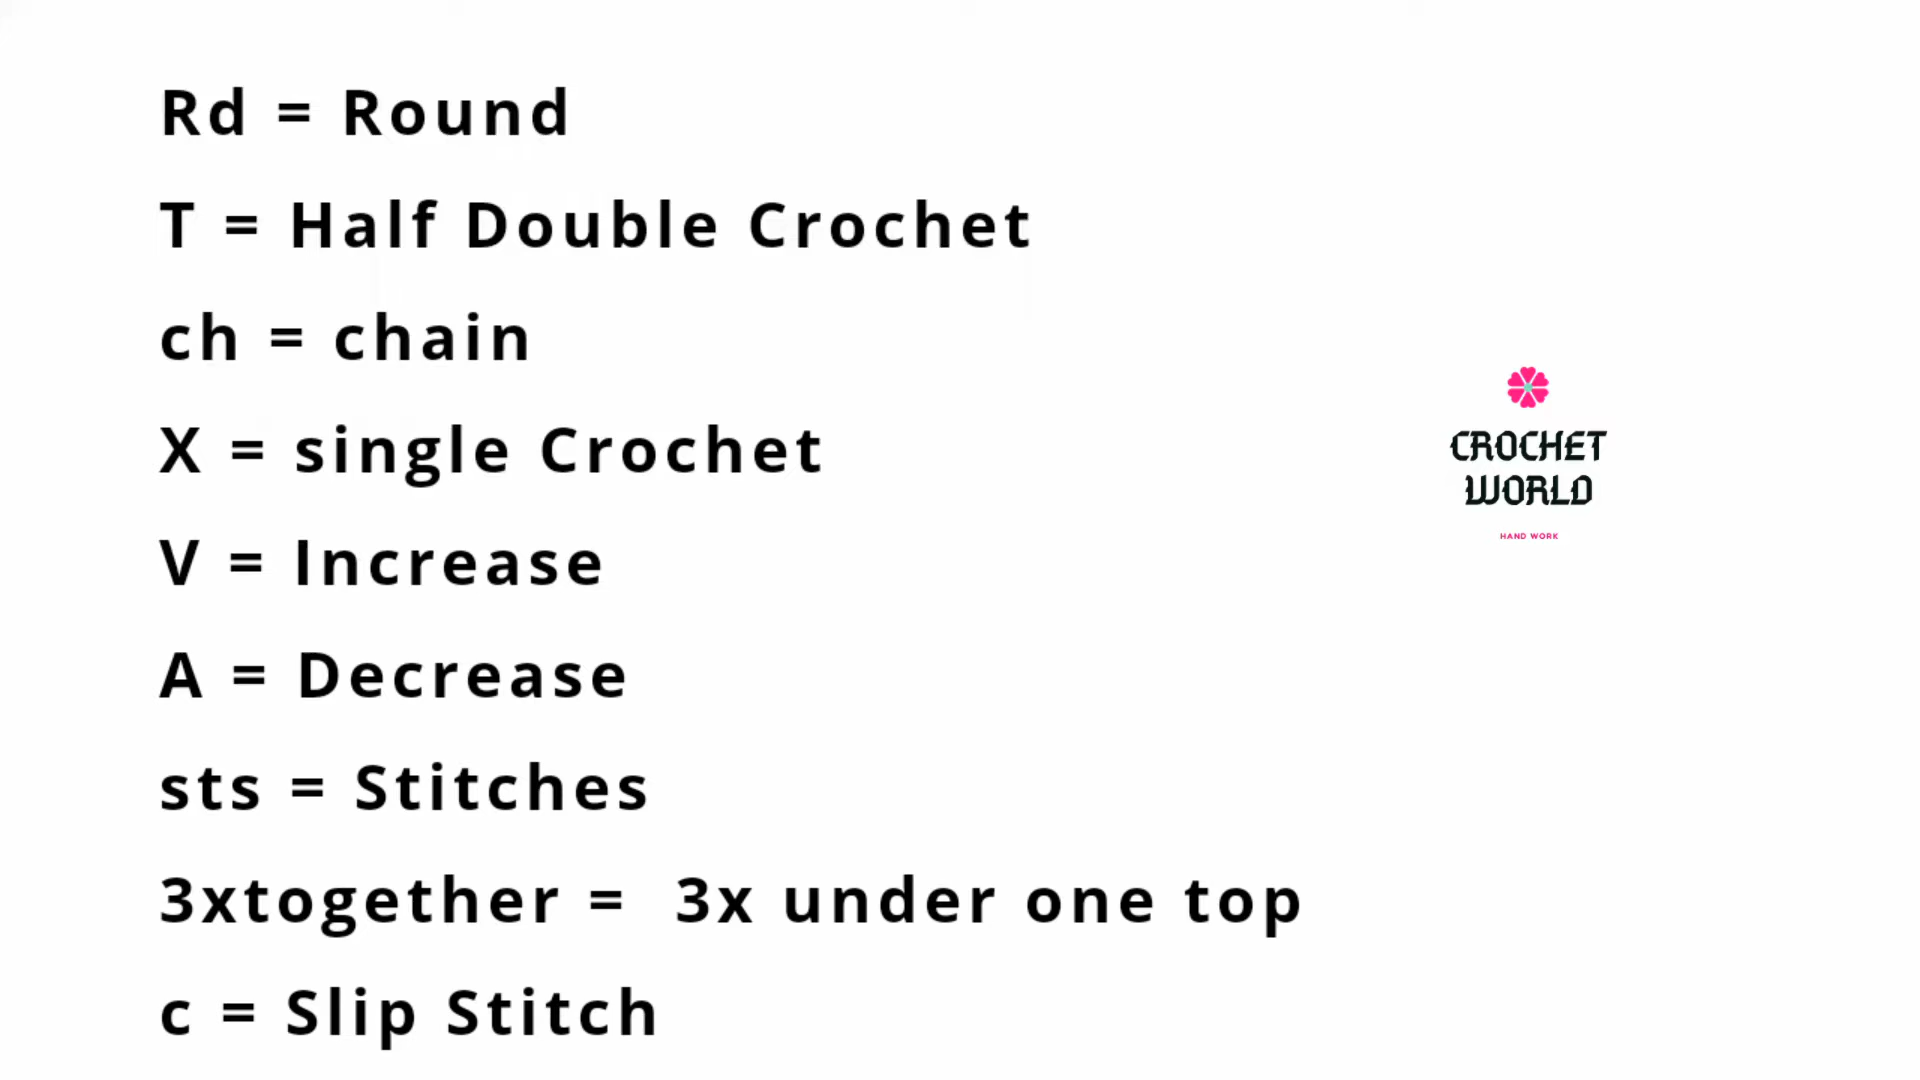 Rd = Round
T = Half Double Crochet
ch = chain
X = single Crochet
V = Increase
A = Decrease
sts = Stitches
3xtogether = 3x under one top
c = Slip Stitch
CROCHET
WORLD
HAND WORK